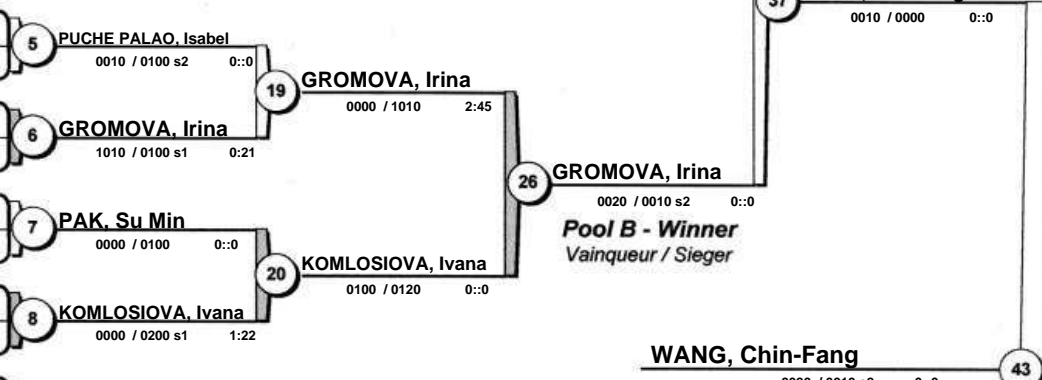 37
0010 / 0000 0::0
5 PUCHE PALAO, Isabel
0010 / 0100 s2 0::0
19 GROMOVA, Irina
0000 / 1010 2:45
6 GROMOVA, Irina
1010 / 0100 s1 0:21
26 GROMOVA, Irina
0020 / 0010 s2 0::0
Pool B - Winner
Vainqueur / Sieger
7 PAK, Su Min
0000 / 0100 0::0
20 KOMLOSIOVA, Ivana
0100 / 0120 0::0
8 KOMLOSIOVA, Ivana
0000 / 0200 s1 1:22
WANG, Chin-Fang
43